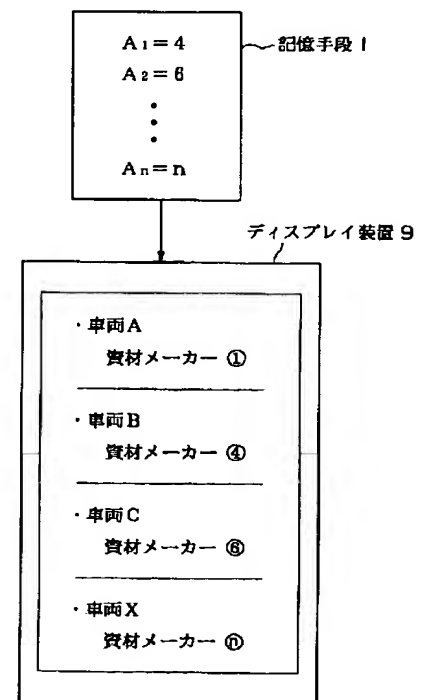 A₁=4
A₂=6
・
・
・
Aₙ=n
記憶手段1
ディスプレイ装置9
・車両A
資材メーカー ①
・車両B
資材メーカー ④
・車両C
資材メーカー ⑥
・車両X
資材メーカー ⓝ